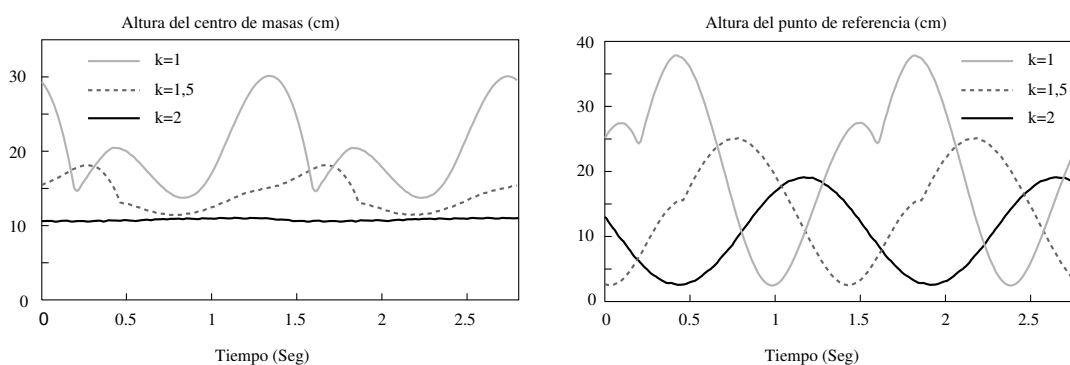 Altura del centro de masas (cm)
30
20
10
0
k=1
k=1,5
k=2
0 0.5 1 1.5 2 2.5
Tiempo (Seg)
Altura del punto de referencia (cm)
40
30
20
10
0
k=1
k=1,5
k=2
0 0.5 1 1.5 2 2.5
Tiempo (Seg)